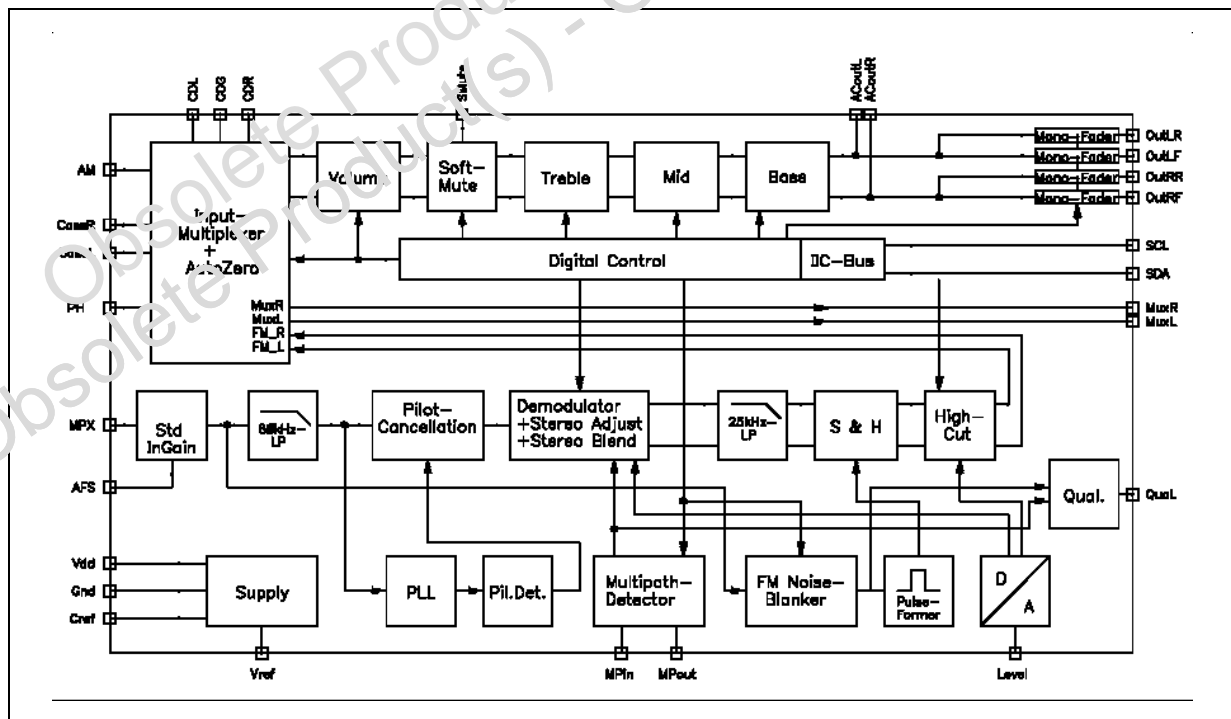 Obsolete Product(s) - O
Obsolete Product(s)
CDL
CDG
CDR
SMute
ACoutL
ACoutR
AM
CassR
PH
Input-
Multiplexer
+
AutoZero
MuxR
MuxL
FM_R
FM_L
Volume
Soft-
Mute
Treble
Mid
Bass
Mono-Fader
Mono-Fader
Mono-Fader
Mono-Fader
OutLR
OutLF
OutRR
OutRF
Digital Control
IIC-Bus
SCL
SDA
MuxR
MuxL
MPX
AFS
Std
InGain
80kHz-
LP
Pilot-
Cancellation
Demodulator
+Stereo Adjust
+Stereo Blend
25kHz-
LP
S & H
High-
Cut
Qual.
Qual
Vdd
Gnd
Cref
Supply
PLL
Pil.Det.
Multipath-
Detector
FM Noise-
Blanker
Pulse-
Former
D
A
Vref
MPin
MPout
Level